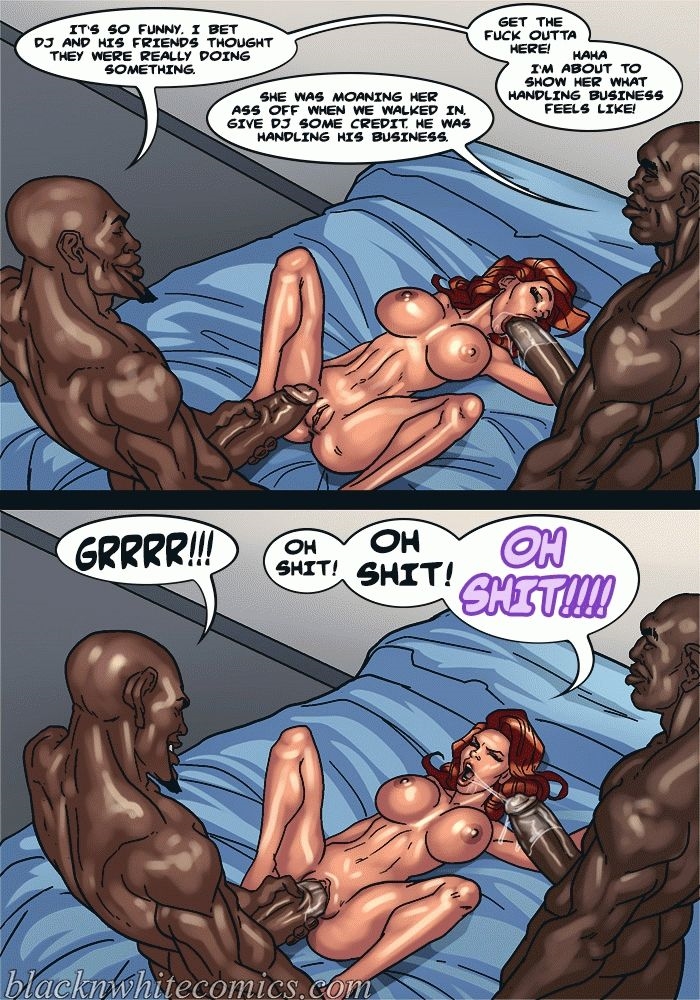 IT'S SO FUNNY. I BET
DJ AND HIS FRIENDS THOUGHT
THEY WERE REALLY DOING
SOMETHING.
GET THE
FUCK OUTTA
HERE!
HAHA
I'M ABOUT TO
SHOW HER WHAT
HANDLING BUSINESS
FEELS LIKE!
SHE WAS MOANING HER
ASS OFF WHEN WE WALKED IN.
GIVE DJ SOME CREDIT HE WAS
HANDLING HIS BUSINESS.
GRRRR!!!
OH
SHIT!
OH
SHIT!
OH
SHIT!!!!
blacknwhitecomics.com